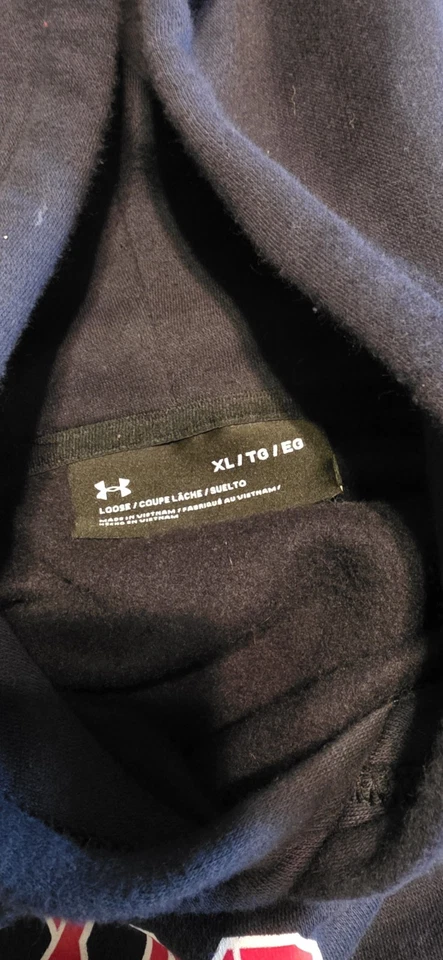 XL / TG / EG
LOOSE / COUPE LÂCHE / SUELTO
MADE IN VIETNAM / FABRIQUÉ AU VIETNAM /
HECHO EN VIETNAM